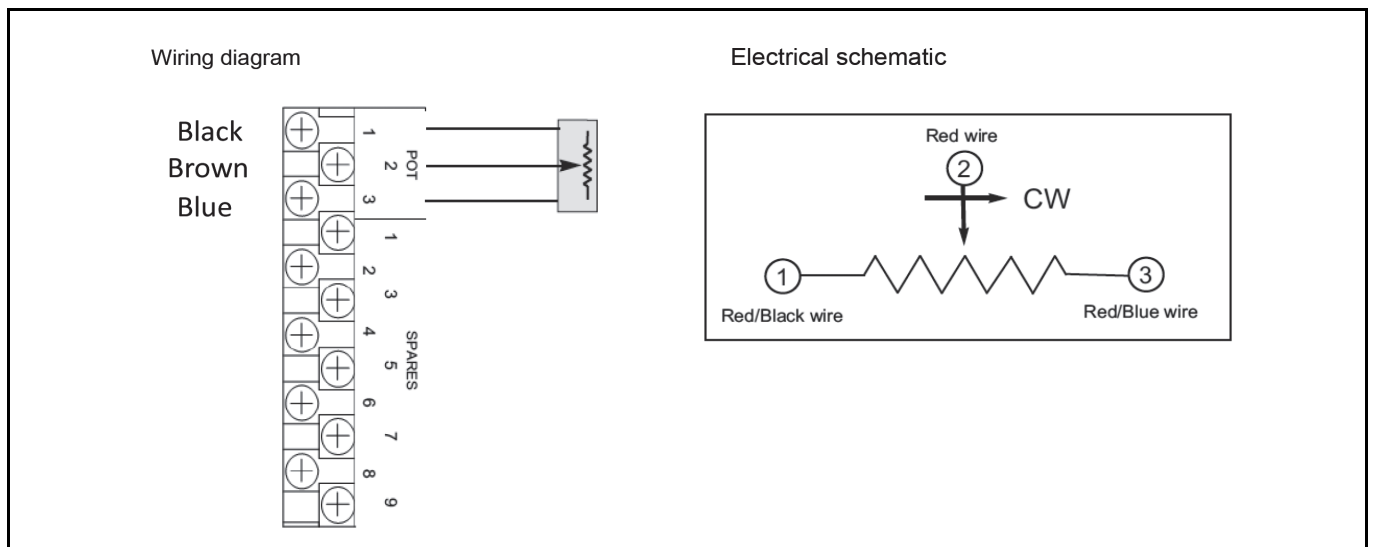 Wiring diagram
Black
Brown
Blue
1
2
3
POT
1
2
3
4
5
6
7
8
9
SPARES
Electrical schematic
Red wire
2
CW
1
3
Red/Black wire
Red/Blue wire